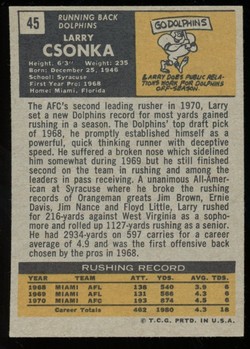 45
RUNNING BACK
DOLPHINS
LARRY
CSONKA
Height: 6'3" Weight: 235
Born: December 25, 1946
School: Syracuse
First Year in Pro: 1968
Home: Miami, Florida
GO DOLPHINS
LARRY DOES PUBLIC RELA-
TIONS WORK FOR DOLPHINS
OFF-SEASON.
The AFC's second leading rusher in 1970, Larry
set a new Dolphins record for most yards gained
rushing in a season. The Dolphins' top draft pick
of 1968, he promptly established himself as a
powerful, quick thinking runner with deceptive
speed. He suffered a broken nose which sidelined
him somewhat during 1969 but he still finished
second on the team in rushing and among the
leaders in pass receiving. A unanimous All-Amer-
ican at Syracuse where he broke the rushing
records of Orangeman greats Jim Brown, Ernie
Davis, Jim Nance and Floyd Little, Larry rushed
for 216-yards against West Virginia as a sopho-
more and rolled up 1127-yards rushing as a senior.
He had 2934-yards on 597 carries for a career
average of 4.9 and was the first offensive back
chosen by the pros in 1968.
RUSHING RECORD
YEAR TEAM LEA. ATT. YDS. AVG. TDS.
1968 MIAMI AFL 138 540 3.9 6
1969 MIAMI AFL 131 566 4.3
1970 MIAMI AFC 193 874 4.5 6
Career Totals 462 1980 4.3
© T.C.G. PRTD. IN U.S.A.